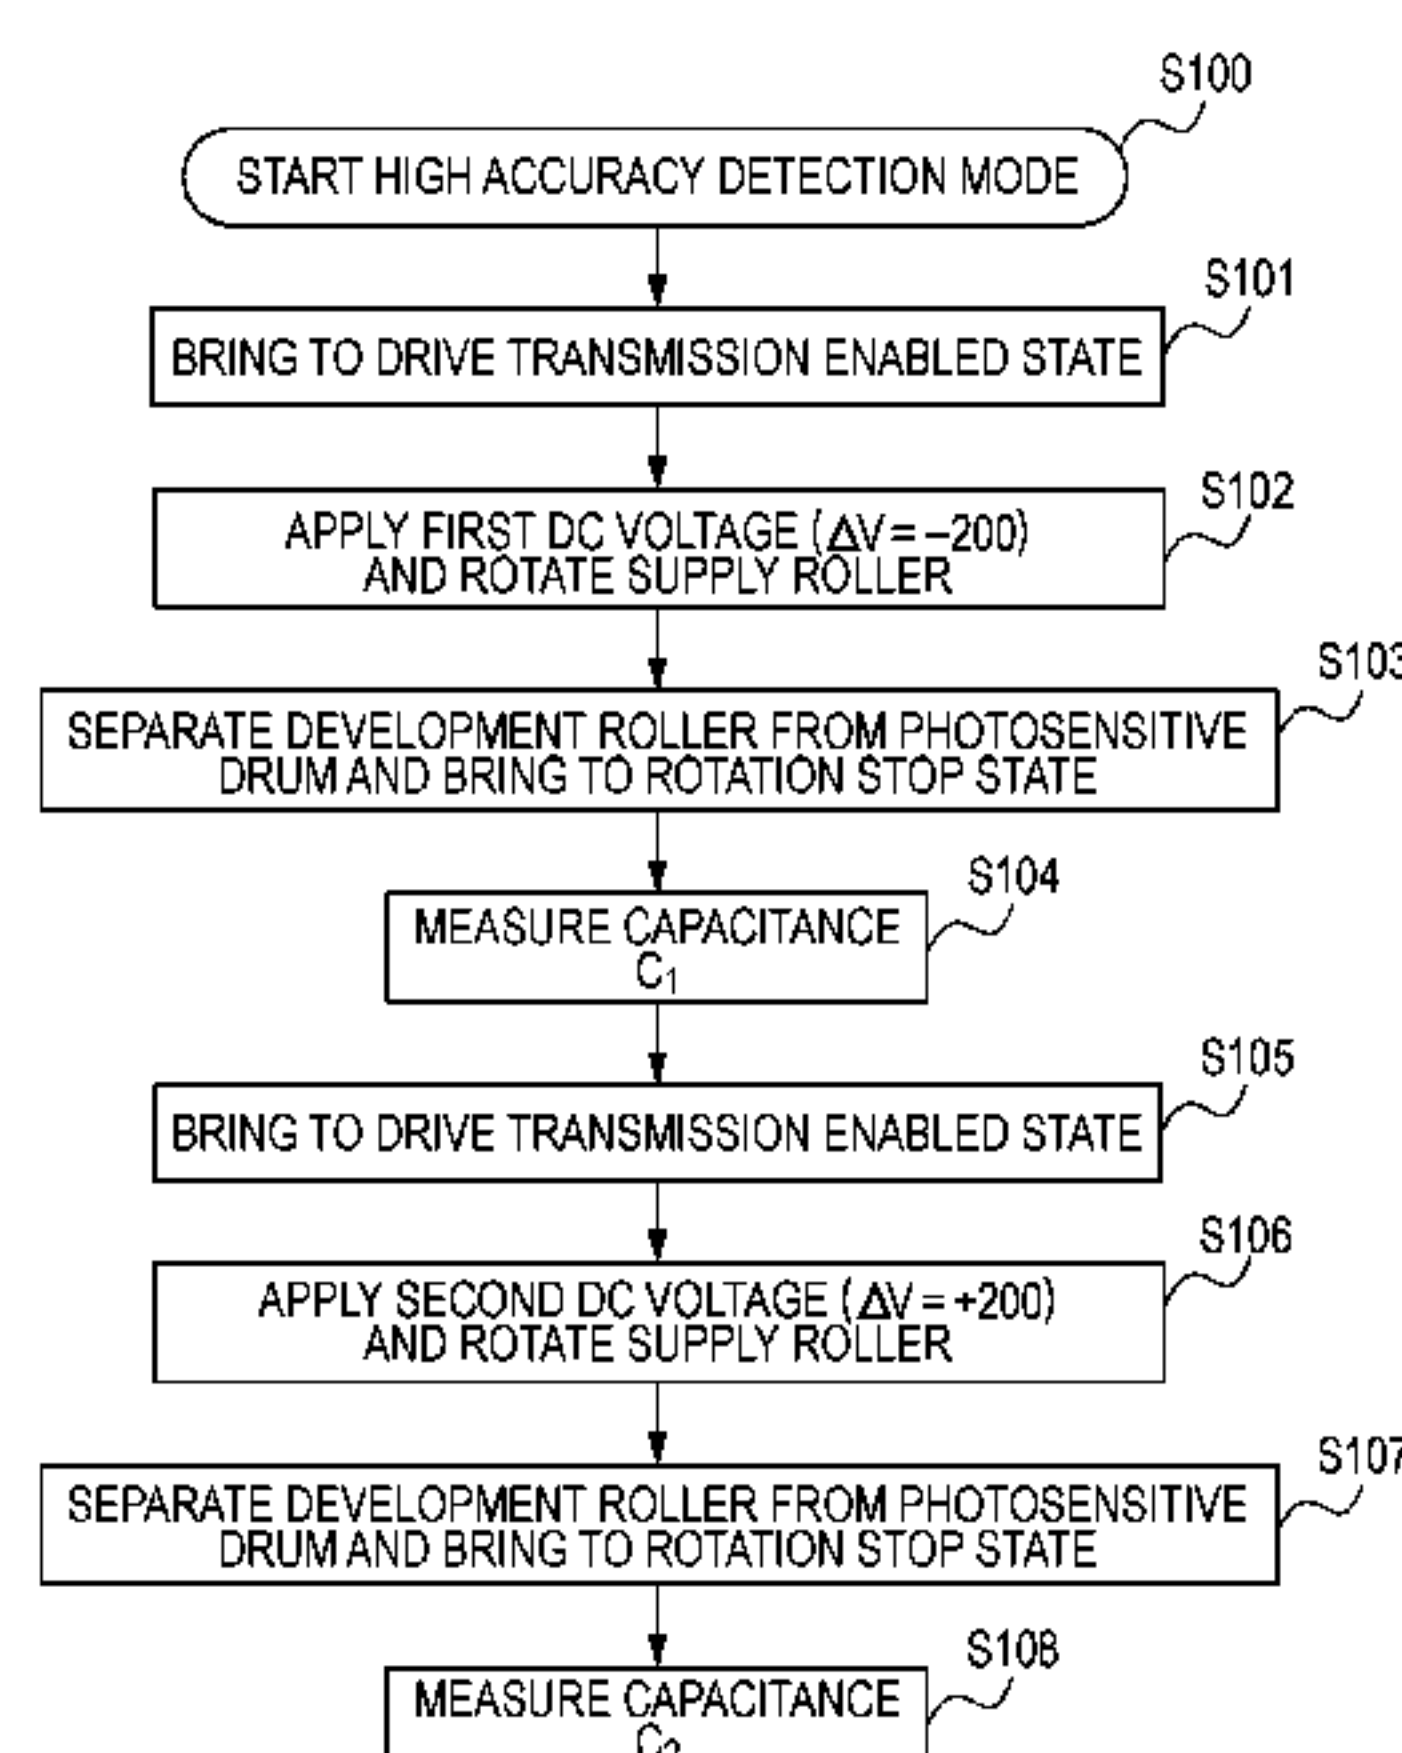 S100
START HIGH ACCURACY DETECTION MODE
S101
BRING TO DRIVE TRANSMISSION ENABLED STATE
S102
APPLY FIRST DC VOLTAGE (ΔV = –200)
AND ROTATE SUPPLY ROLLER
S103
SEPARATE DEVELOPMENT ROLLER FROM PHOTOSENSITIVE
DRUM AND BRING TO ROTATION STOP STATE
S104
MEASURE CAPACITANCE
C₁
S105
BRING TO DRIVE TRANSMISSION ENABLED STATE
S106
APPLY SECOND DC VOLTAGE (ΔV = +200)
AND ROTATE SUPPLY ROLLER
S107
SEPARATE DEVELOPMENT ROLLER FROM PHOTOSENSITIVE
DRUM AND BRING TO ROTATION STOP STATE
S108
MEASURE CAPACITANCE
C₂